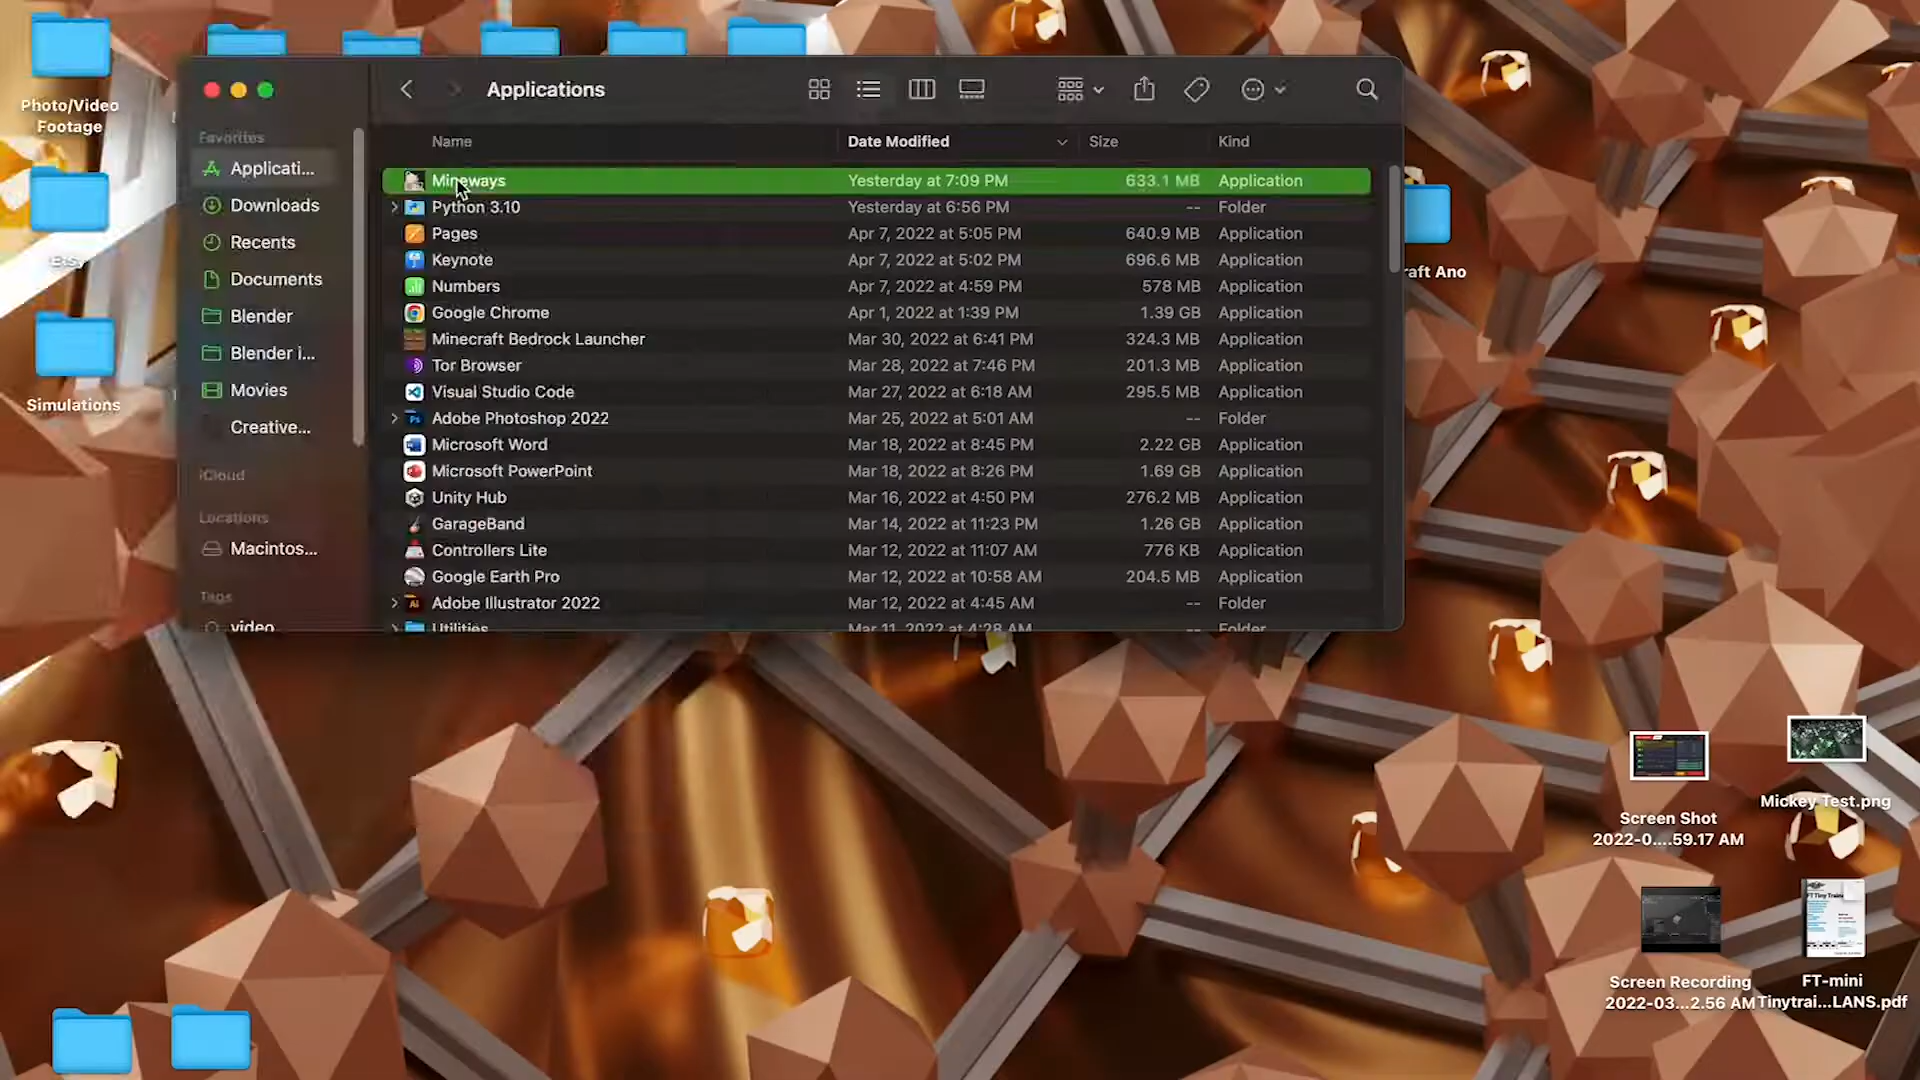 Photo/Video
Footage
Etsy
Simulations
Applications
Favorites
Applicati...
Downloads
Recents
Documents
Blender
Blender i...
Movies
Creative...
iCloud
Locations
Macintos...
Tags
video
Name Date Modified Size Kind
Mineways Yesterday at 7:09 PM 633.1 MB Application
Python 3.10 Yesterday at 6:56 PM -- Folder
Pages Apr 7, 2022 at 5:05 PM 640.9 MB Application
Keynote Apr 7, 2022 at 5:02 PM 696.6 MB Application
Numbers Apr 7, 2022 at 4:59 PM 578 MB Application
Google Chrome Apr 1, 2022 at 1:39 PM 1.39 GB Application
Minecraft Bedrock Launcher Mar 30, 2022 at 6:41 PM 324.3 MB Application
Tor Browser Mar 28, 2022 at 7:46 PM 201.3 MB Application
Visual Studio Code Mar 27, 2022 at 6:18 AM 295.5 MB Application
Adobe Photoshop 2022 Mar 25, 2022 at 5:01 AM -- Folder
Microsoft Word Mar 18, 2022 at 8:45 PM 2.22 GB Application
Microsoft PowerPoint Mar 18, 2022 at 8:26 PM 1.69 GB Application
Unity Hub Mar 16, 2022 at 4:50 PM 276.2 MB Application
GarageBand Mar 14, 2022 at 11:23 PM 1.26 GB Application
Controllers Lite Mar 12, 2022 at 11:07 AM 776 KB Application
Google Earth Pro Mar 12, 2022 at 10:58 AM 204.5 MB Application
Adobe Illustrator 2022 Mar 12, 2022 at 4:45 AM -- Folder
Utilities Mar 11, 2022 at 4:28 AM -- Folder
raft Ano
Screen Shot
2022-0....59.17 AM
Mickey Test.png
Screen Recording
2022-03...2.56 AM
FT-mini
Tinytrai...LANS.pdf